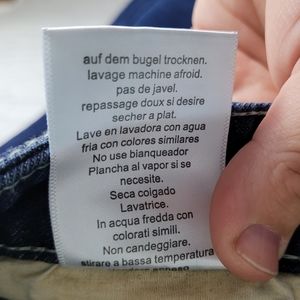 auf dem bugel trocknen.
lavage machine afroid.
pas de javel.
repassage doux si desire
secher a plat.
Lave en lavadora con agua
fria con colores similares
No use bianqueador
Plancha al vapor si se
necesite.
Seca colgado
Lavatrice.
In acqua fredda con
colorati simili.
Non candeggiare.
stirare a bassa temperatura
appeso